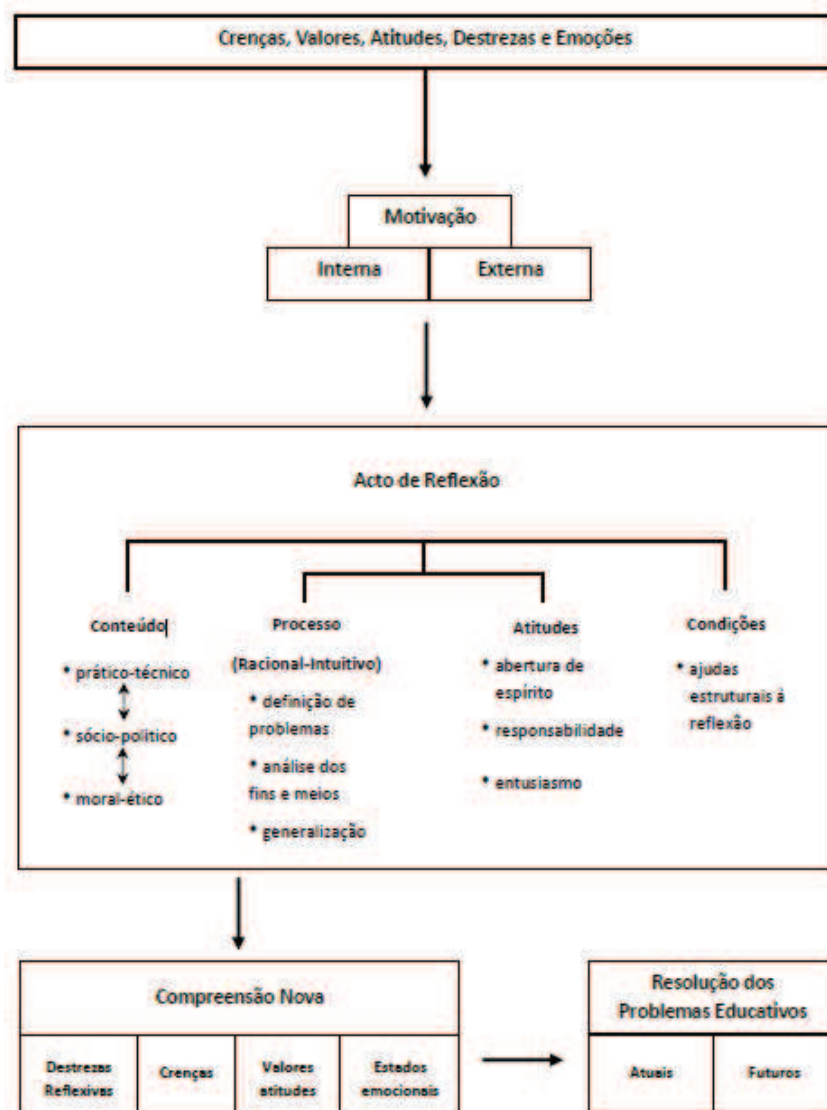 Crenças, Valores, Atitudes, Destrezas e Emoções
Motivação
Interna
Externa
Acto de Reflexão
Conteúdo
* prático-técnico
* sócio-politico
* moral-ético
Processo
(Racional-Intuitivo)
* definição de
problemas
* análise dos
fins e meios
* generalização
Atitudes
* abertura de
espírito
* responsabilidade
* entusiasmo
Condições
* ajudas
estruturais à
reflexão
Compreensão Nova
Destrezas
Reflexivas
Crenças
Valores
atitudes
Estados
emocionais
Resolução dos
Problemas Educativos
Atuais
Futuros